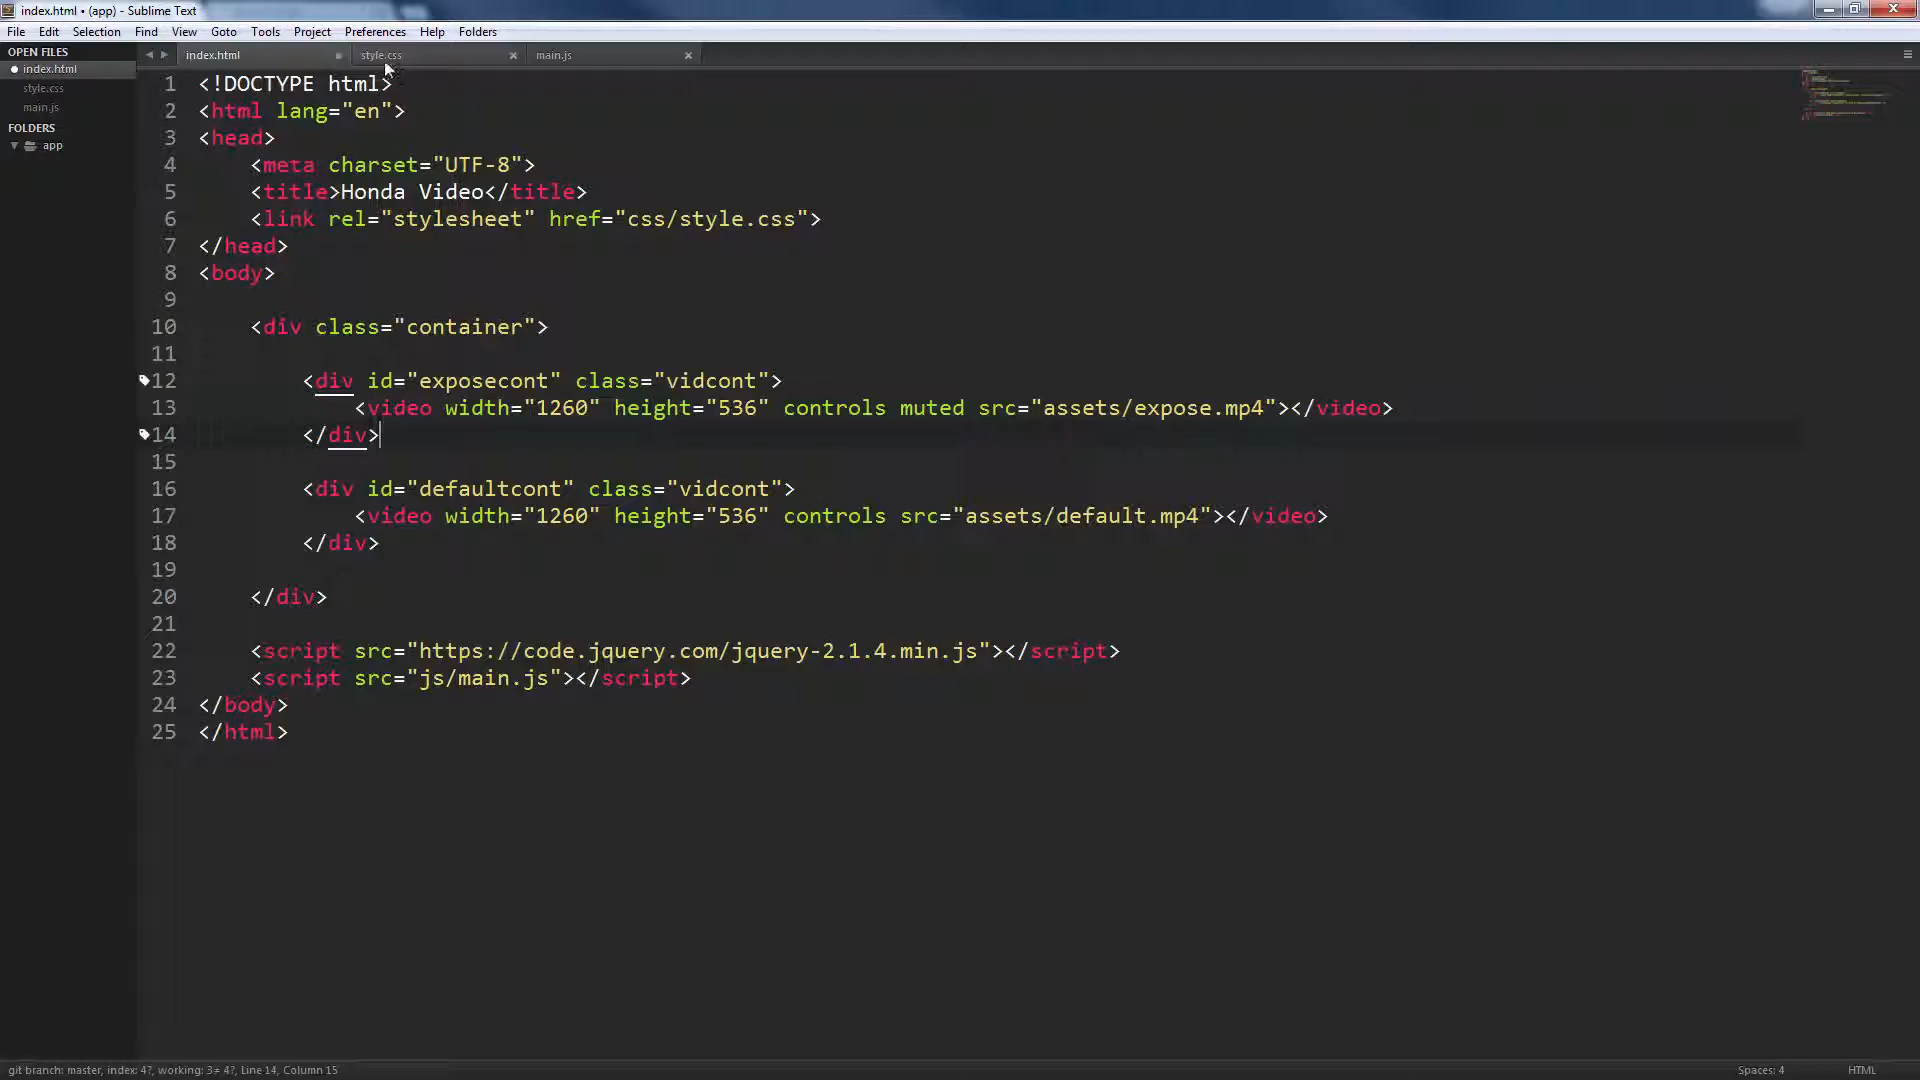 index.html • (app) - Sublime Text
File Edit Selection Find View Goto Tools Project Preferences Help Folders
OPEN FILES
index.html
style.css
main.js
FOLDERS
app
index.html style.css main.js
1 <!DOCTYPE html>
2 <html lang="en">
3 <head>
4 <meta charset="UTF-8">
5 <title>Honda Video</title>
6 <link rel="stylesheet" href="css/style.css">
7 </head>
8 <body>
9
10 <div class="container">
11
12 <div id="exposecont" class="vidcont">
13 <video width="1260" height="536" controls muted src="assets/expose.mp4"></video>
14 </div>
15
16 <div id="defaultcont" class="vidcont">
17 <video width="1260" height="536" controls src="assets/default.mp4"></video>
18 </div>
19
20 </div>
21
22 <script src="https://code.jquery.com/jquery-2.1.4.min.js"></script>
23 <script src="js/main.js"></script>
24 </body>
25 </html>
git branch: master, index: 4?, working: 3≠ 4?, Line 14, Column 15
Spaces: 4
HTML